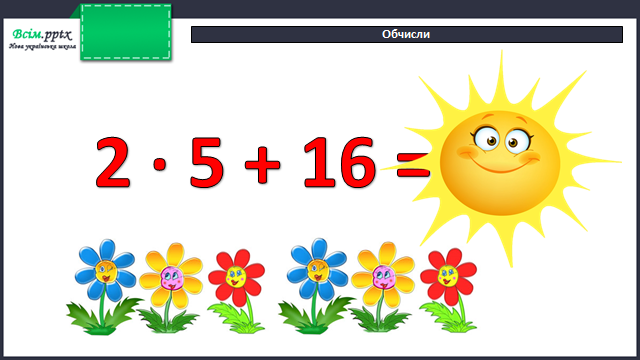 Всім.pptx
Нова українська школа
Обчисли
2 · 5 + 16 =